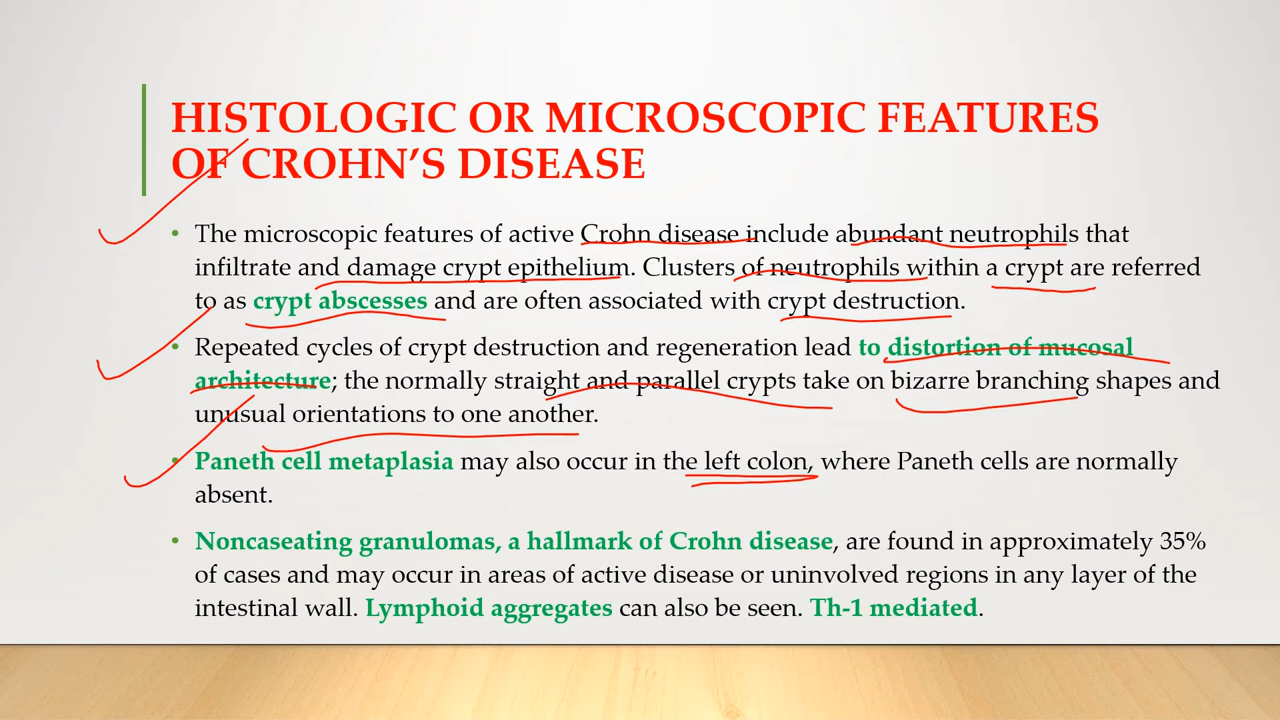 HISTOLOGIC OR MICROSCOPIC FEATURES
OF CROHN’S DISEASE
• The microscopic features of active Crohn disease include abundant neutrophils that
infiltrate and damage crypt epithelium. Clusters of neutrophils within a crypt are referred
to as crypt abscesses and are often associated with crypt destruction.
• Repeated cycles of crypt destruction and regeneration lead to distortion of mucosal
architecture; the normally straight and parallel crypts take on bizarre branching shapes and
unusual orientations to one another.
• Paneth cell metaplasia may also occur in the left colon, where Paneth cells are normally
absent.
• Noncaseating granulomas, a hallmark of Crohn disease, are found in approximately 35%
of cases and may occur in areas of active disease or uninvolved regions in any layer of the
intestinal wall. Lymphoid aggregates can also be seen. Th-1 mediated.